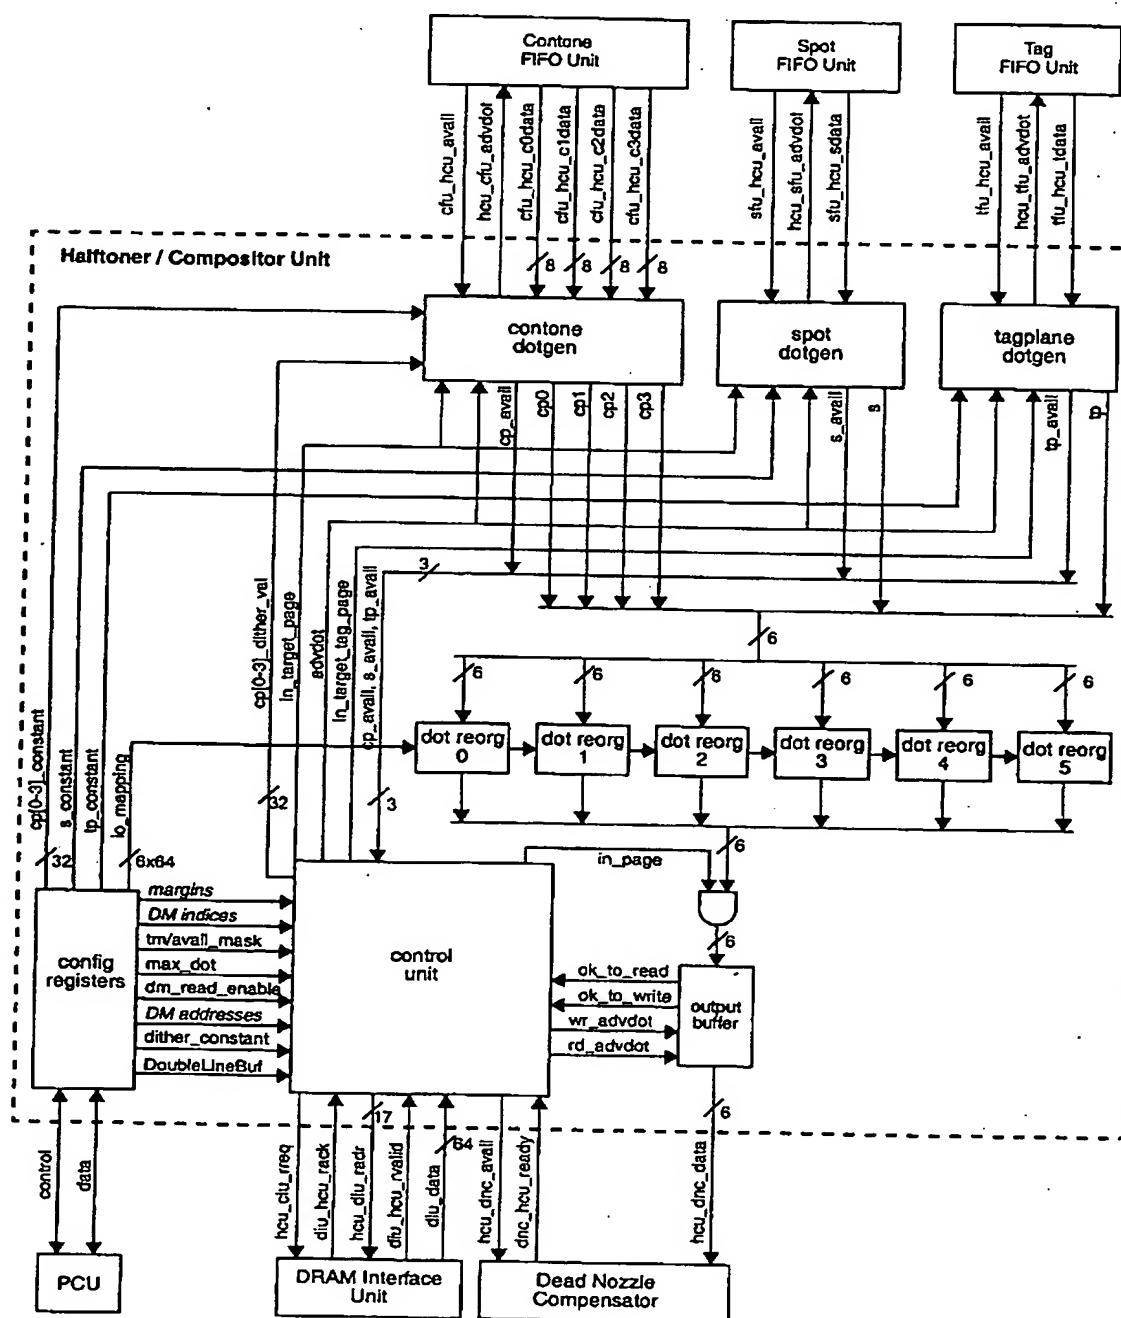 Contone
FIFO Unit
Spot
FIFO Unit
Tag
FIFO Unit
cfu_hcu_avail
hcu_cfu_advdot
cfu_hcu_c0data
cfu_hcu_c1data
cfu_hcu_c2data
cfu_hcu_c3data
sfu_hcu_avail
hcu_sfu_advdot
sfu_hcu_sdata
tfu_hcu_avail
hcu_tfu_advdot
tfu_hcu_tdata
Halftoner / Compositor Unit
8
8
8
8
contone
dotgen
spot
dotgen
tagplane
dotgen
cp_avail
cp0
cp1
cp2
cp3
s_avail
s
tp_avail
tp
3
6
6
6
6
6
6
6
cp[0-3]_constant
s_constant
tp_constant
io_mapping
cp[0-3]_dither_val
in_target_page
advdot
in_target_tag_page
cp_avail, s_avail, tp_avail
dot reorg
0
dot reorg
1
dot reorg
2
dot reorg
3
dot reorg
4
dot reorg
5
32
3
32
6x64
in_page
6
margins
DM indices
tm/avail_mask
max_dot
dm_read_enable
DM addresses
dither_constant
DoubleLineBuf
config
registers
control
unit
6
ok_to_read
ok_to_write
wr_advdot
rd_advdot
output
buffer
17
64
6
control
data
hcu_diu_rreq
diu_hcu_rack
hcu_diu_radr
diu_hcu_rvalid
diu_data
hcu_dnc_avail
dnc_hcu_ready
hcu_dnc_data
PCU
DRAM Interface
Unit
Dead Nozzle
Compensator